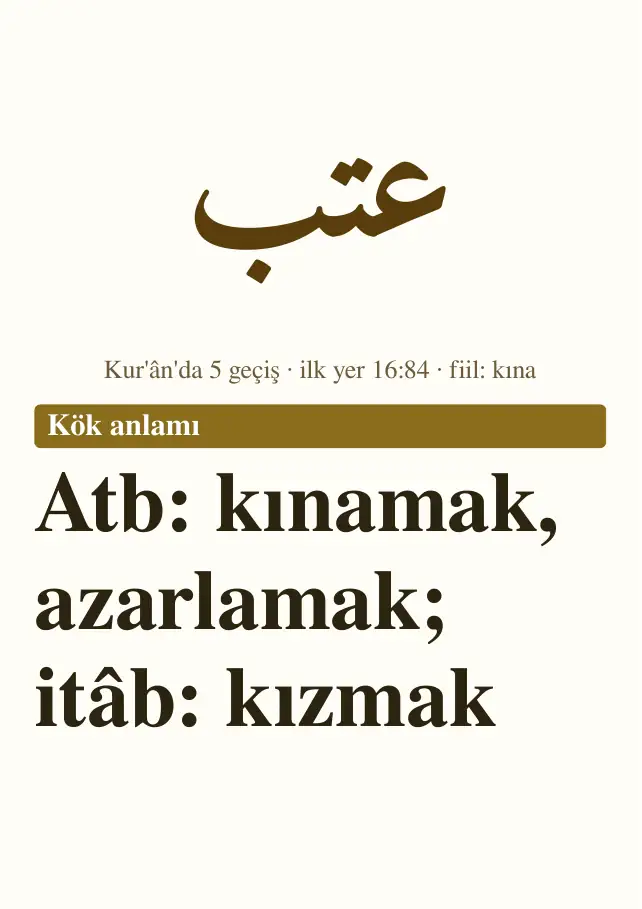 عتب
Kur'ân'da 5 geçiş · ilk yer 16:84 · fiil: kına
Kök anlamı
Atb: kınamak,
azarlamak;
itâb: kızmak